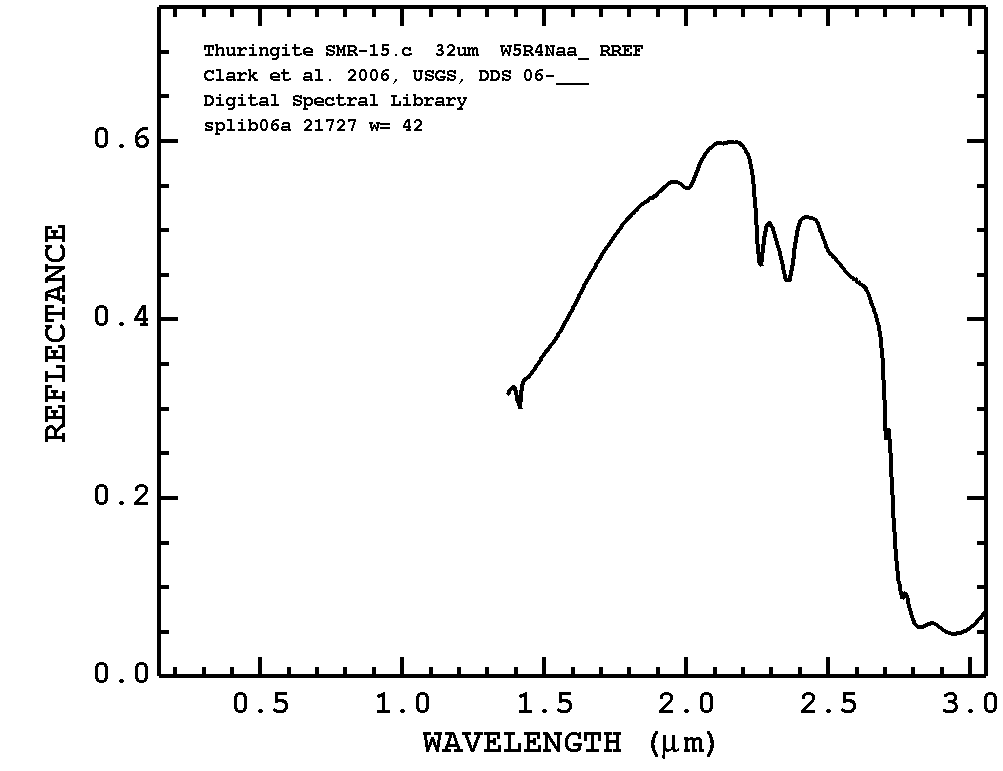 Thuringite SMR-15.c 32um W5R4Naa_ RREF
Clark et al. 2006, USGS, DDS 06-___
Digital Spectral Library
splib06a 21727 w= 42
0.6
0.4
0.2
0.0
REFLECTANCE
0.5 1.0 1.5 2.0 2.5 3.0
WAVELENGTH (μm)